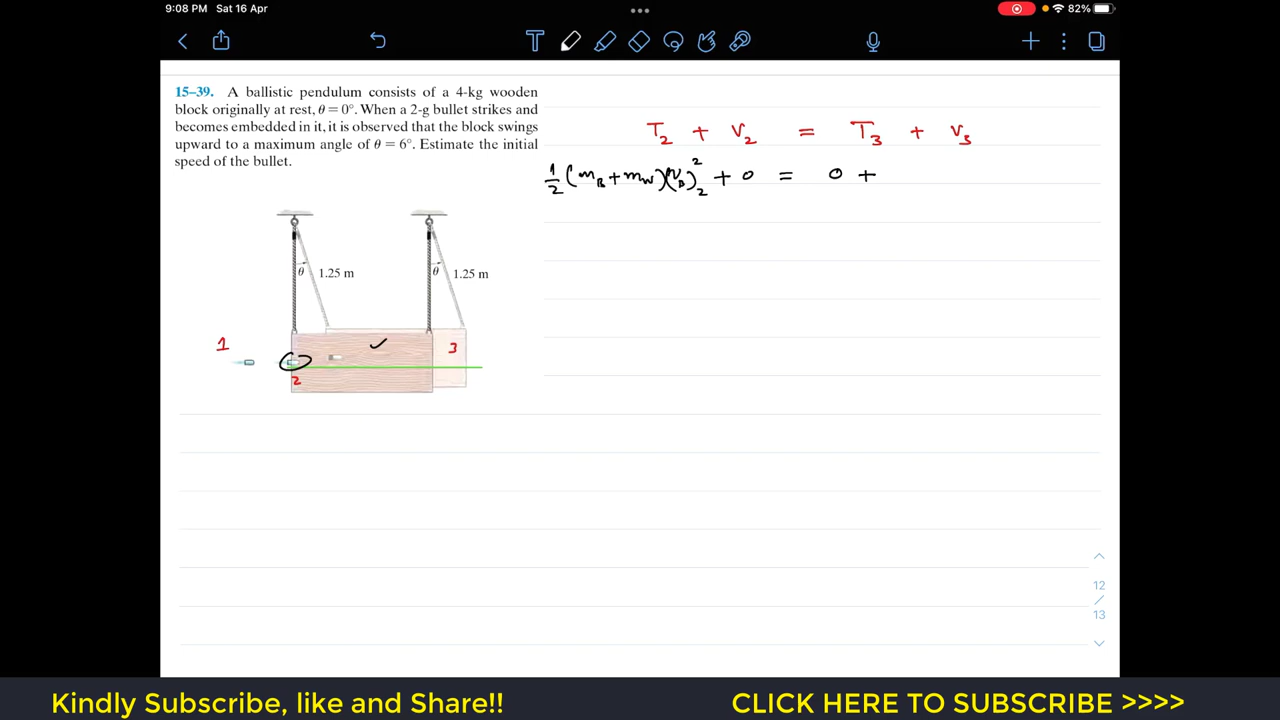 9:08 PM Sat 16 Apr
82%
15–39. A ballistic pendulum consists of a 4-kg wooden
block originally at rest, θ = 0°. When a 2-g bullet strikes and
becomes embedded in it, it is observed that the block swings
upward to a maximum angle of θ = 6°. Estimate the initial
speed of the bullet.
T₂ + V₂ = T₃ + V₃
½ (m_B + m_W)(v_B)₂² + 0 = 0 +
θ 1.25 m θ 1.25 m
1 3
2
12
/
13
Kindly Subscribe, like and Share!! CLICK HERE TO SUBSCRIBE >>>>